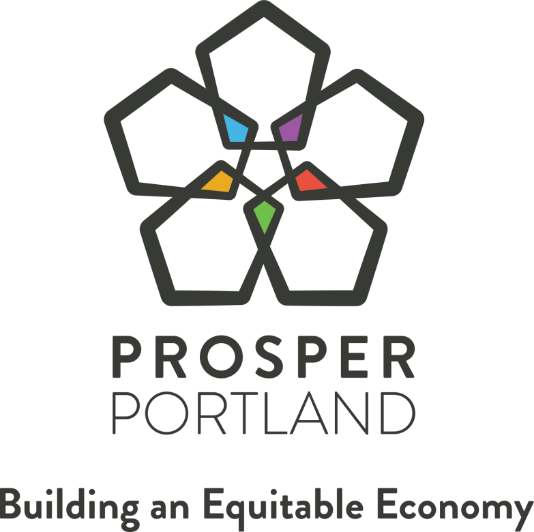 PROSPER
PORTLAND
Building an Equitable Economy